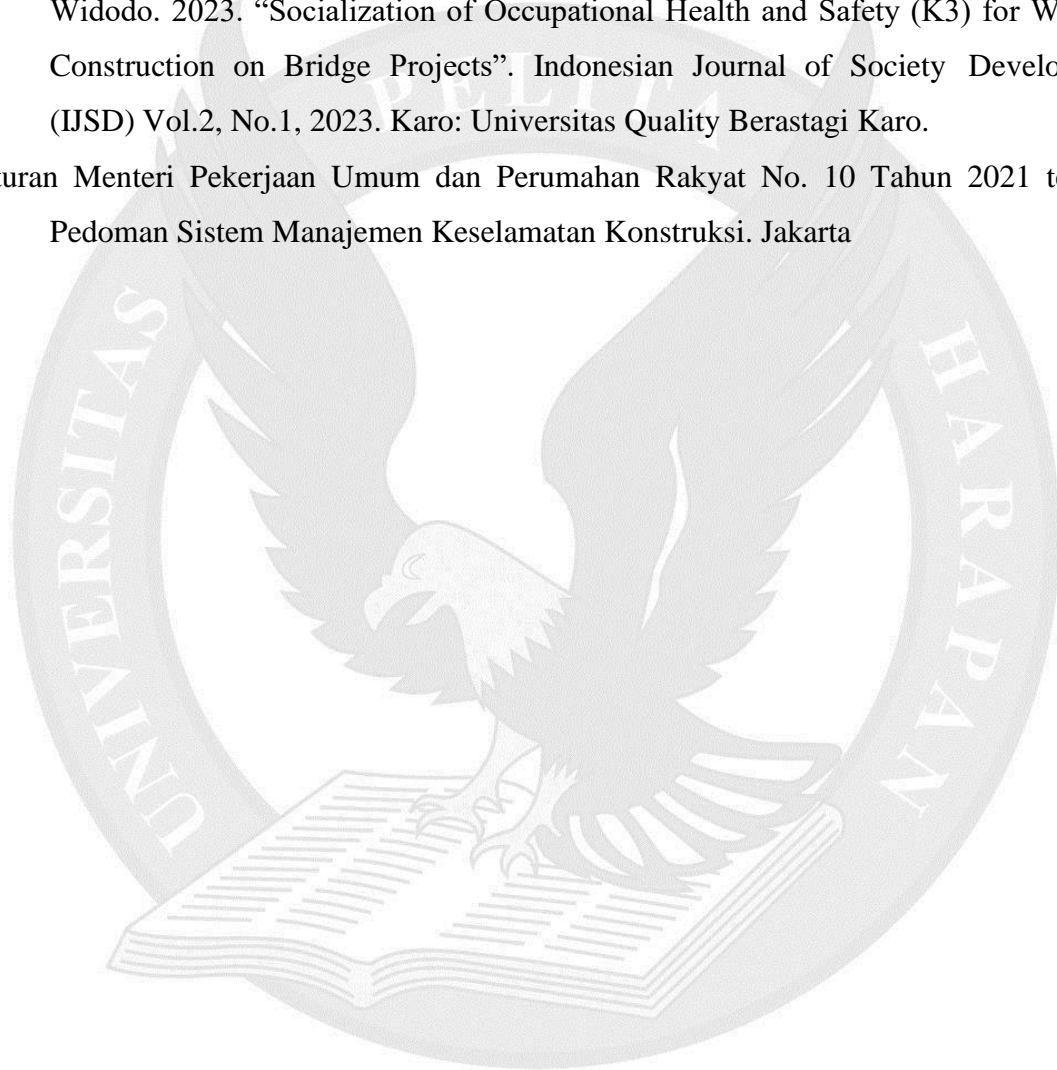 Widodo. 2023. “Socialization of Occupational Health and Safety (K3) for W
Construction on Bridge Projects”. Indonesian Journal of Society Develo
(IJSD) Vol.2, No.1, 2023. Karo: Universitas Quality Berastagi Karo.
turan Menteri Pekerjaan Umum dan Perumahan Rakyat No. 10 Tahun 2021 t
Pedoman Sistem Manajemen Keselamatan Konstruksi. Jakarta
UNIVERSITAS
PELITA
HARAPAN